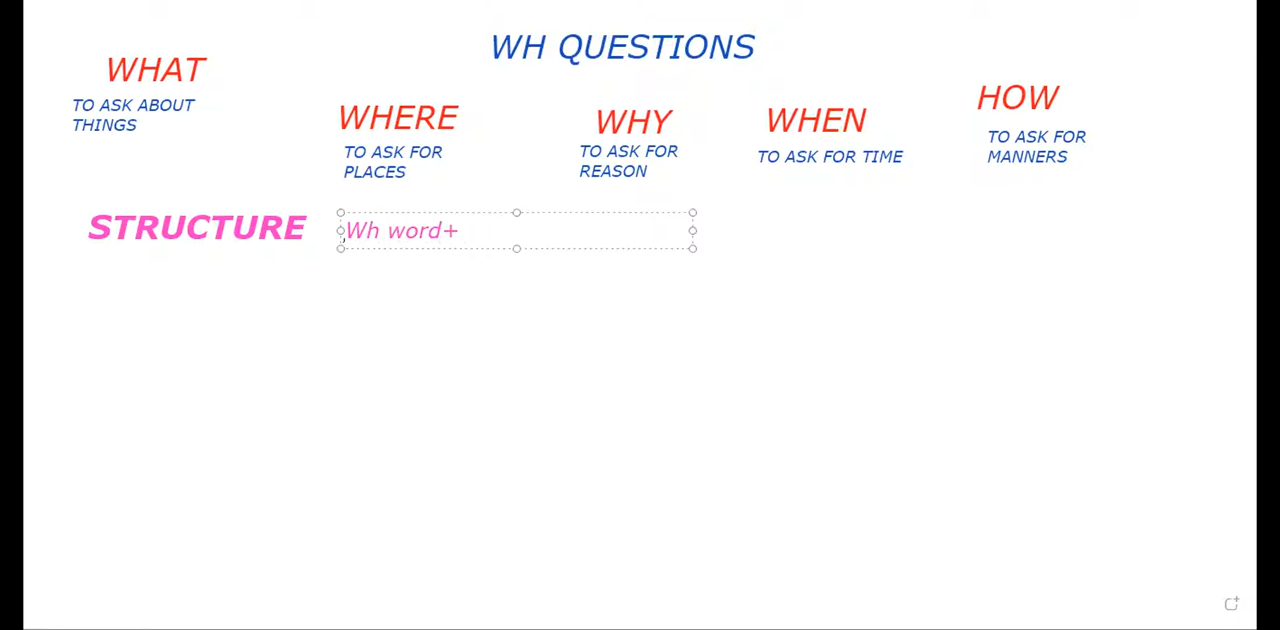 WH QUESTIONS
WHAT
TO ASK ABOUT
THINGS
WHERE
TO ASK FOR
PLACES
WHY
TO ASK FOR
REASON
WHEN
TO ASK FOR TIME
HOW
TO ASK FOR
MANNERS
STRUCTURE
Wh word+